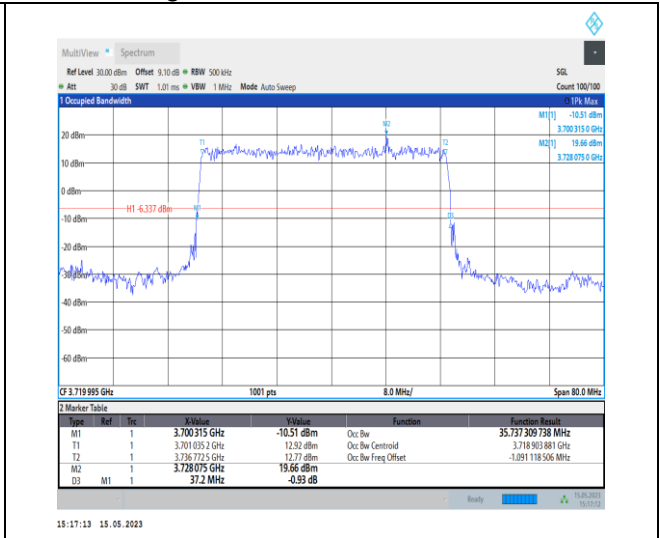 MultiView Spectrum
Ref Level 30.00 dBm Offset 9.10 dB RBW 500 kHz SGL
Att 30 dB SWT 1.01 ms VBW 1 MHz Mode Auto Sweep Count 100/100
1 Occupied Bandwidth 1Pk Max
M1[1] -10.51 dBm
3.700 315 0 GHz
M2[1] 19.66 dBm
3.728 075 0 GHz
M2
20 dBm
T1 T2
10 dBm
0 dBm
H1 -6.337 dBm M1
-10 dBm D3
-20 dBm
-30 dBm
-40 dBm
-50 dBm
-60 dBm
CF 3.719 995 GHz 1001 pts 8.0 MHz/ Span 80.0 MHz
2 Marker Table
Type Ref Trc X-Value Y-Value Function Function Result
M1 1 3.700 315 GHz -10.51 dBm Occ Bw 35.737 309 738 MHz
T1 1 3.701 035 2 GHz 12.92 dBm Occ Bw Centroid 3.718 903 881 GHz
T2 1 3.736 772 5 GHz 12.77 dBm Occ Bw Freq Offset -1.091 118 506 MHz
M2 1 3.728 075 GHz 19.66 dBm
D3 M1 1 37.2 MHz -0.93 dB
Ready 15.05.2023
15:17:12
15:17:13 15.05.2023